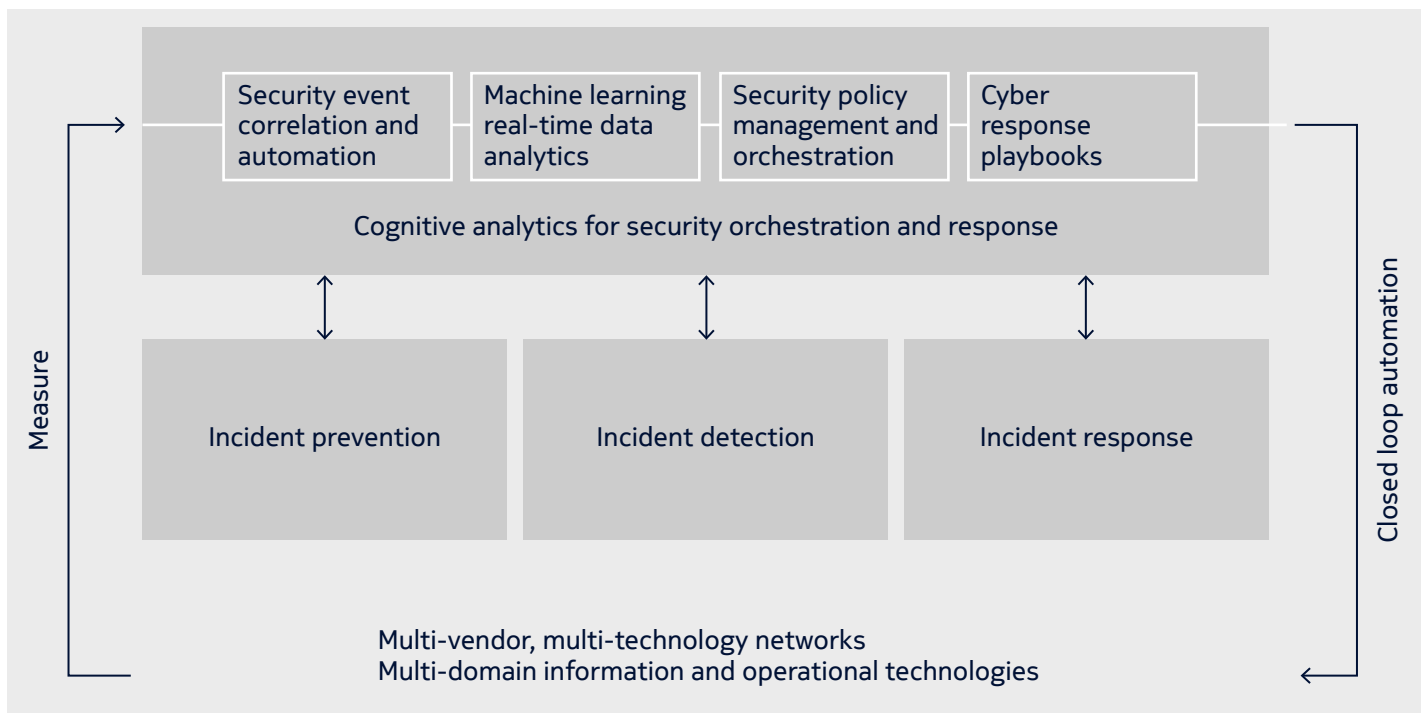 Security event
correlation and
automation
Machine learning
real-time data
analytics
Security policy
management and
orchestration
Cyber
response
playbooks
Cognitive analytics for security orchestration and response
Measure
Closed loop automation
Incident prevention
Incident detection
Incident response
Multi-vendor, multi-technology networks
Multi-domain information and operational technologies